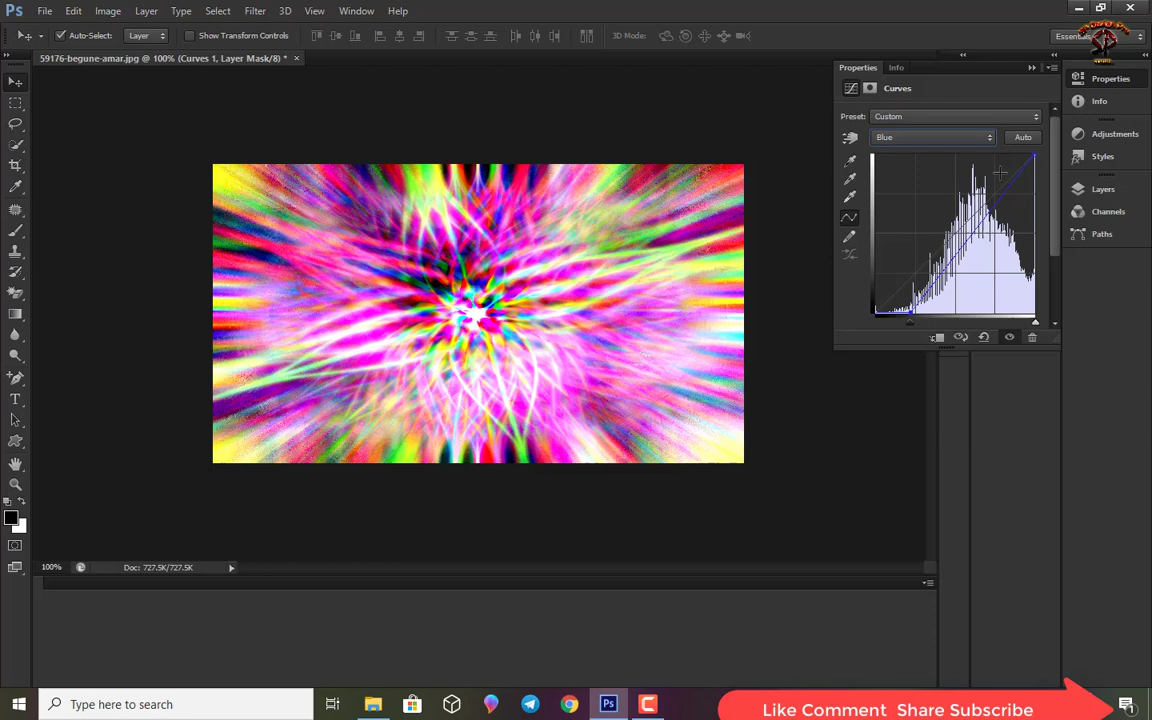 Ps File Edit Image Layer Type Select Filter 3D View Window Help
Auto-Select: Layer Show Transform Controls 3D Mode: Essentials
59176-begune-amar.jpg @ 100% (Curves 1, Layer Mask/8) *
Properties Info
Curves
Preset: Custom
Blue Auto
Properties
Info
Adjustments
Styles
Layers
Channels
Paths
100% Doc: 727.5K/727.5K
Type here to search
Ps
Like Comment Share Subscribe
1